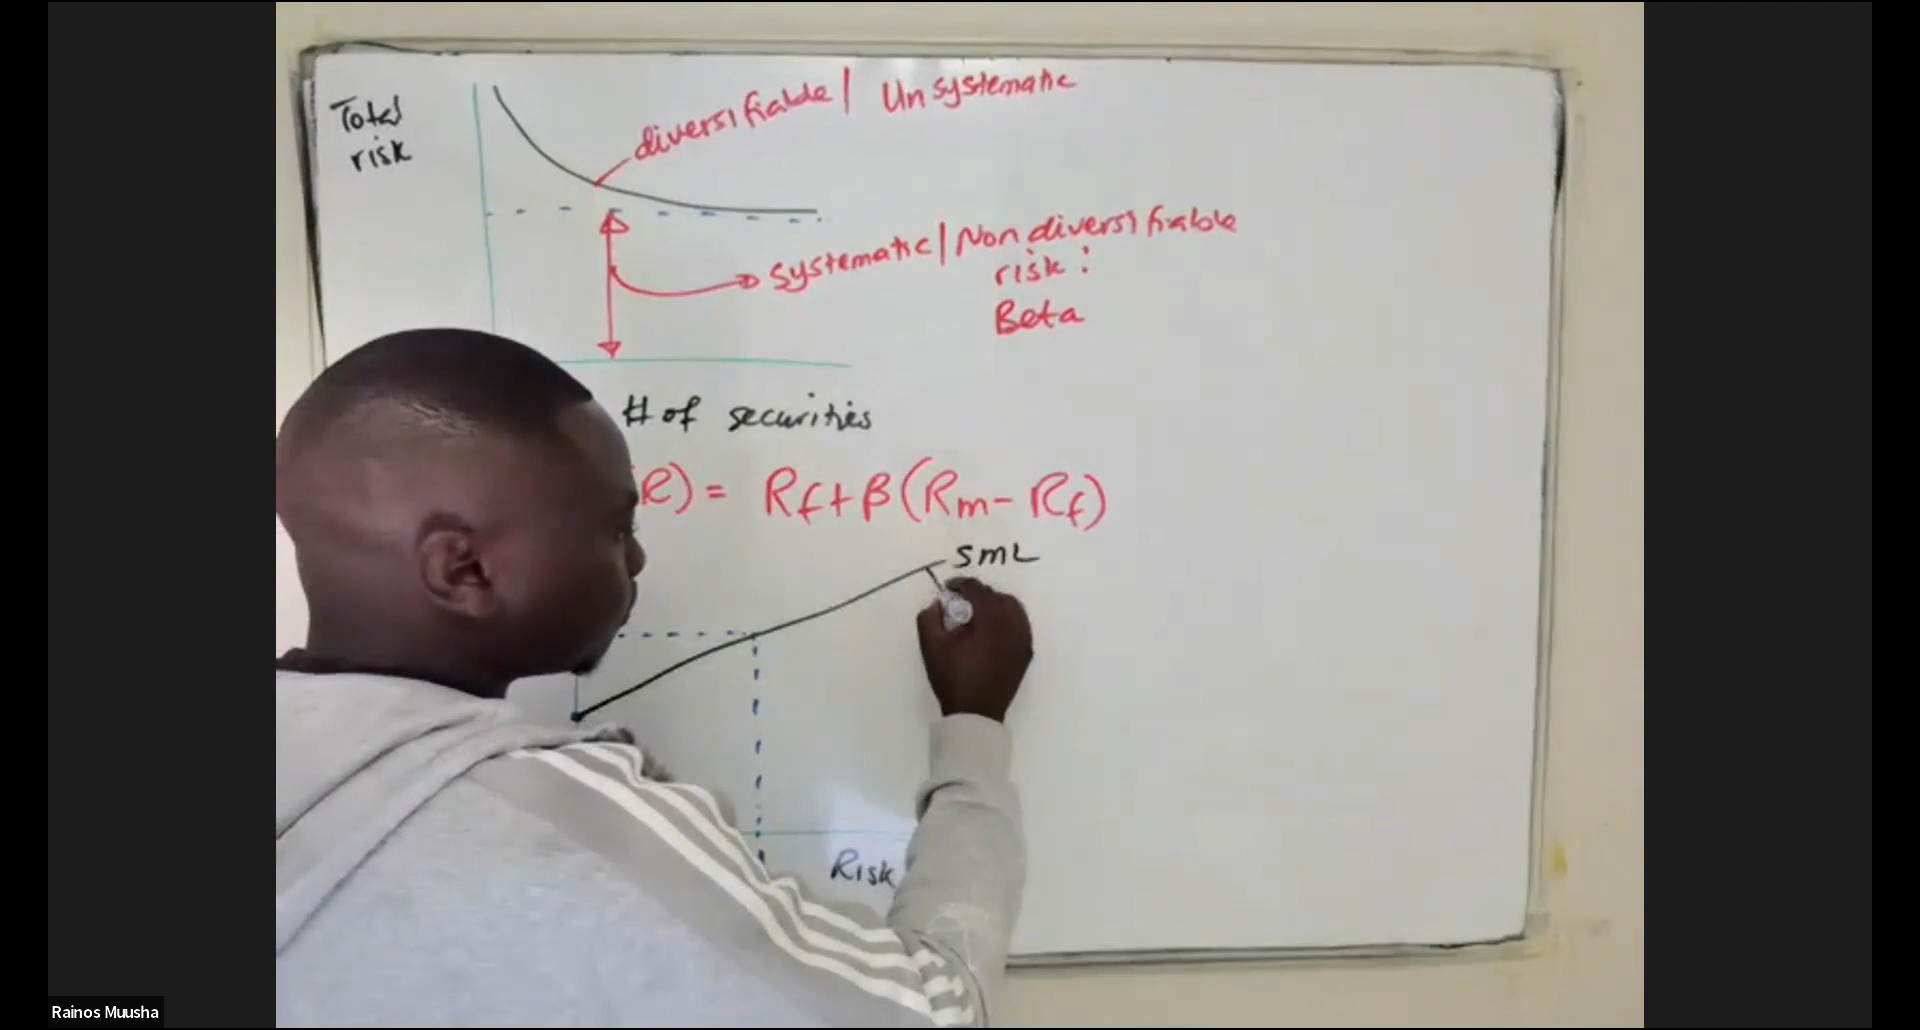 Total
risk
diversifiable / Unsystematic
Systematic / Non diversifiable
risk :
Beta
# of securities
R) = Rf + β (Rm - Rf)
SML
Risk
Rainos Muusha